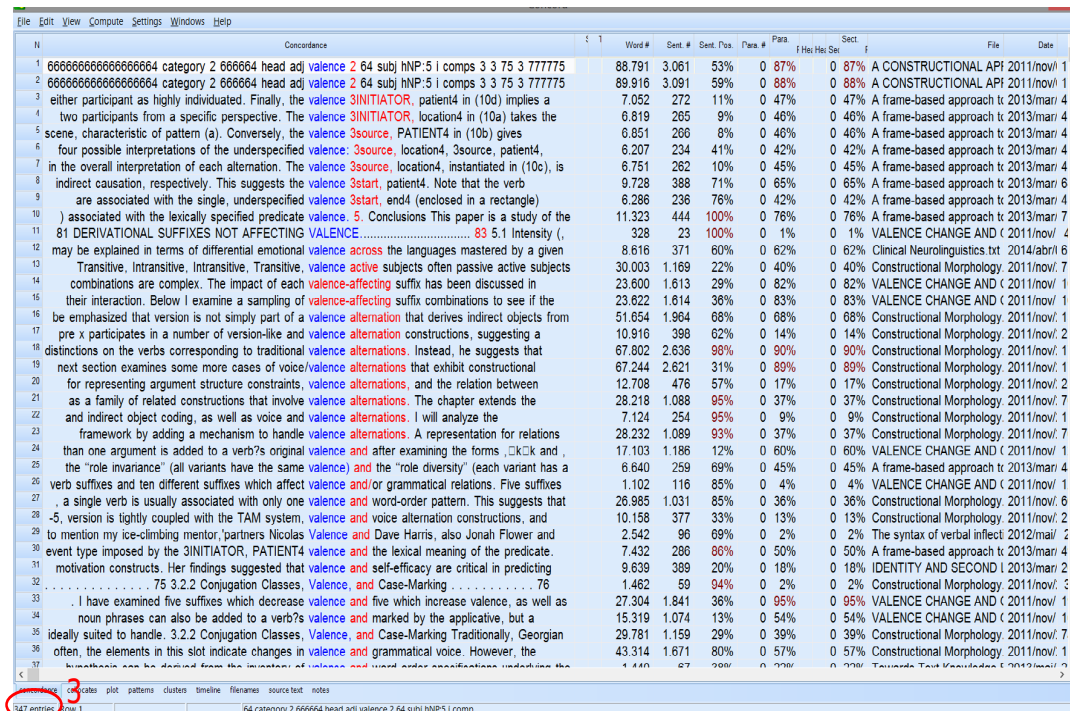 File Edit View Compute Settings Windows Help
N Concordance Word # Sent. # Sent. Pos. Para. # Para. Sect. File Date
1 666666666666666664 category 2 666664 head adj valence 2 64 subj hNP:5 i comps 3 3 75 3 777775 88.791 3.061 53% 0 87% 0 87% A CONSTRUCTIONAL 2011/nov/ 1
2 666666666666666664 category 2 666664 head adj valence 2 64 subj hNP:5 i comps 3 3 75 3 777775 89.916 3.091 59% 0 88% 0 88% A CONSTRUCTIONAL 2011/nov/ 1
3 either participant as highly individuated. Finally, the valence 3INITIATOR, patient4 in (10d) implies a 7.052 272 11% 0 47% 0 47% A frame-based approach tc 2013/mar/ 4
4 two participants from a specific perspective. The valence 3INITIATOR, location4 in (10a) takes the 6.819 265 9% 0 46% 0 46% A frame-based approach tc 2013/mar/ 4
5 scene, characteristic of pattern (a). Conversely, the valence 3source, PATIENT4 in (10b) gives 6.851 266 8% 0 46% 0 46% A frame-based approach tc 2013/mar/ 4
6 four possible interpretations of the underspecified valence: 3source, location4, 3source, patient4, 6.207 234 41% 0 42% 0 42% A frame-based approach tc 2013/mar/ 4
7 in the overall interpretation of each alternation. The valence 3source, location4, instantiated in (10c), is 6.751 262 10% 0 45% 0 45% A frame-based approach tc 2013/mar/ 4
8 indirect causation, respectively. This suggests the valence 3start, patient4. Note that the verb 9.728 388 71% 0 65% 0 65% A frame-based approach tc 2013/mar/ 6
9 are associated with the single, underspecified valence 3start, end4 (enclosed in a rectangle) 6.286 236 76% 0 42% 0 42% A frame-based approach tc 2013/mar/ 4
10 ) associated with the lexically specified predicate valence. 5. Conclusions This paper is a study of the 11.323 444 100% 0 76% 0 76% A frame-based approach tc 2013/mar/ 7
11 81 DERIVATIONAL SUFFIXES NOT AFFECTING VALENCE............................... 83 5.1 Intensity (, 328 23 100% 0 1% 0 1% VALENCE CHANGE AND ( 2011/nov/ 4
12 may be explained in terms of differential emotional valence across the languages mastered by a given 8.616 371 60% 0 62% 0 62% Clinical Neurolinguistics.txt 2014/abr/ 6
13 Transitive, Intransitive, Intransitive, Transitive, valence active subjects often passive active subjects 30.003 1.169 22% 0 40% 0 40% Constructional Morphology. 2011/nov/ 7
14 combinations are complex. The impact of each valence-affecting suffix has been discussed in 23.600 1.613 29% 0 82% 0 82% VALENCE CHANGE AND ( 2011/nov/ 1
15 their interaction. Below I examine a sampling of valence-affecting suffix combinations to see if the 23.622 1.614 36% 0 83% 0 83% VALENCE CHANGE AND ( 2011/nov/ 1
16 be emphasized that version is not simply part of a valence alternation that derives indirect objects from 51.654 1.964 68% 0 68% 0 68% Constructional Morphology. 2011/nov/ 1
17 pre x participates in a number of version-like and valence alternation constructions, suggesting a 10.916 398 62% 0 14% 0 14% Constructional Morphology. 2011/nov/ 2
18 distinctions on the verbs corresponding to traditional valence alternations. Instead, he suggests that 67.802 2.636 98% 0 90% 0 90% Constructional Morphology. 2011/nov/ 1
19 next section examines some more cases of voice/valence alternations that exhibit constructional 67.244 2.621 31% 0 89% 0 89% Constructional Morphology. 2011/nov/ 1
20 for representing argument structure constraints, valence alternations, and the relation between 12.708 476 57% 0 17% 0 17% Constructional Morphology. 2011/nov/ 2
21 as a family of related constructions that involve valence alternations. The chapter extends the 28.218 1.088 95% 0 37% 0 37% Constructional Morphology. 2011/nov/ 7
22 and indirect object coding, as well as voice and valence alternations. I will analyze the 7.124 254 95% 0 9% 0 9% Constructional Morphology. 2011/nov/ 1
23 framework by adding a mechanism to handle valence alternations. A representation for relations 28.232 1.089 93% 0 37% 0 37% Constructional Morphology. 2011/nov/ 7
24 than one argument is added to a verb?s original valence and after examining the forms ,□k□k and , 17.103 1.186 12% 0 60% 0 60% VALENCE CHANGE AND ( 2011/nov/ 1
25 the “role invariance” (all variants have the same valence) and the “role diversity” (each variant has a 6.640 259 69% 0 45% 0 45% A frame-based approach tc 2013/mar/ 4
26 verb suffixes and ten different suffixes which affect valence and/or grammatical relations. Five suffixes 1.102 116 85% 0 4% 0 4% VALENCE CHANGE AND ( 2011/nov/ 7
27 , a single verb is usually associated with only one valence and word-order pattern. This suggests that 26.985 1.031 85% 0 36% 0 36% Constructional Morphology. 2011/nov/ 6
28 -5, version is tightly coupled with the TAM system, valence and voice alternation constructions, and 10.158 377 33% 0 13% 0 13% Constructional Morphology. 2011/nov/ 2
29 to mention my ice-climbing mentor,'partners Nicolas Valence and Dave Harris, also Jonah Flower and 2.542 96 69% 0 2% 0 2% The syntax of verbal inflecti 2012/mai/ 2
30 event type imposed by the 3INITIATOR, PATIENT4 valence and the lexical meaning of the predicate. 7.432 286 86% 0 50% 0 50% A frame-based approach tc 2013/mar/ 4
31 motivation constructs. Her findings suggested that valence and self-efficacy are critical in predicting 9.639 389 20% 0 18% 0 18% IDENTITY AND SECOND L 2013/mar/ 2
32 . . . . . . . . . . . . . 75 3.2.2 Conjugation Classes, Valence, and Case-Marking . . . . . . . . . . . 76 1.462 59 94% 0 2% 0 2% Constructional Morphology. 2011/nov/ 3
33 . I have examined five suffixes which decrease valence and five which increase valence, as well as 27.304 1.841 36% 0 95% 0 95% VALENCE CHANGE AND ( 2011/nov/ 1
34 noun phrases can also be added to a verb?s valence and marked by the applicative, but a 15.319 1.074 13% 0 54% 0 54% VALENCE CHANGE AND ( 2011/nov/ 1
35 ideally suited to handle. 3.2.2 Conjugation Classes, Valence, and Case-Marking Traditionally, Georgian 29.781 1.159 29% 0 39% 0 39% Constructional Morphology. 2011/nov/ 7
36 often, the elements in this slot indicate changes in valence and grammatical voice. However, the 43.314 1.671 80% 0 57% 0 57% Constructional Morphology. 2011/nov/ 1
concordance collocates plot patterns clusters timeline filenames source text notes
3
347 entries Row 1 64 category 2 666664 head adj valence 2 64 subj hNP:5 i comp